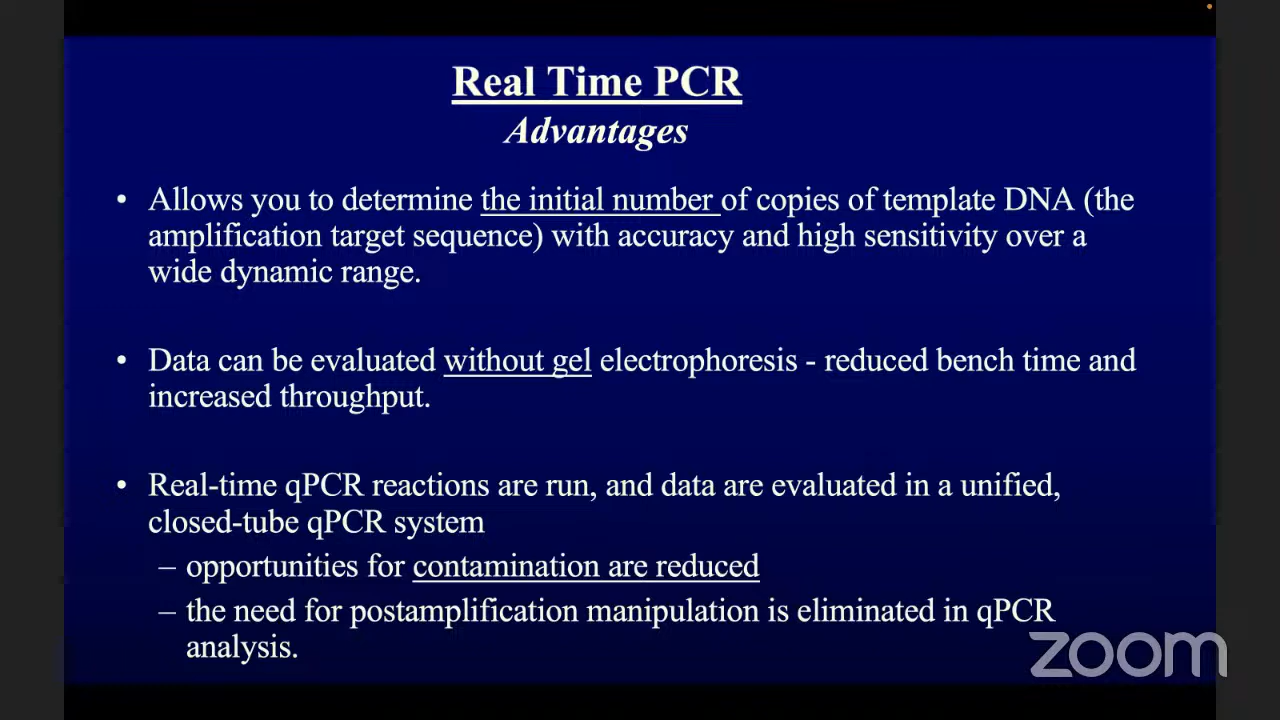 Real Time PCR
Advantages
• Allows you to determine the initial number of copies of template DNA (the
amplification target sequence) with accuracy and high sensitivity over a
wide dynamic range.
• Data can be evaluated without gel electrophoresis - reduced bench time and
increased throughput.
• Real-time qPCR reactions are run, and data are evaluated in a unified,
closed-tube qPCR system
– opportunities for contamination are reduced
– the need for postamplification manipulation is eliminated in qPCR
analysis.
zoom